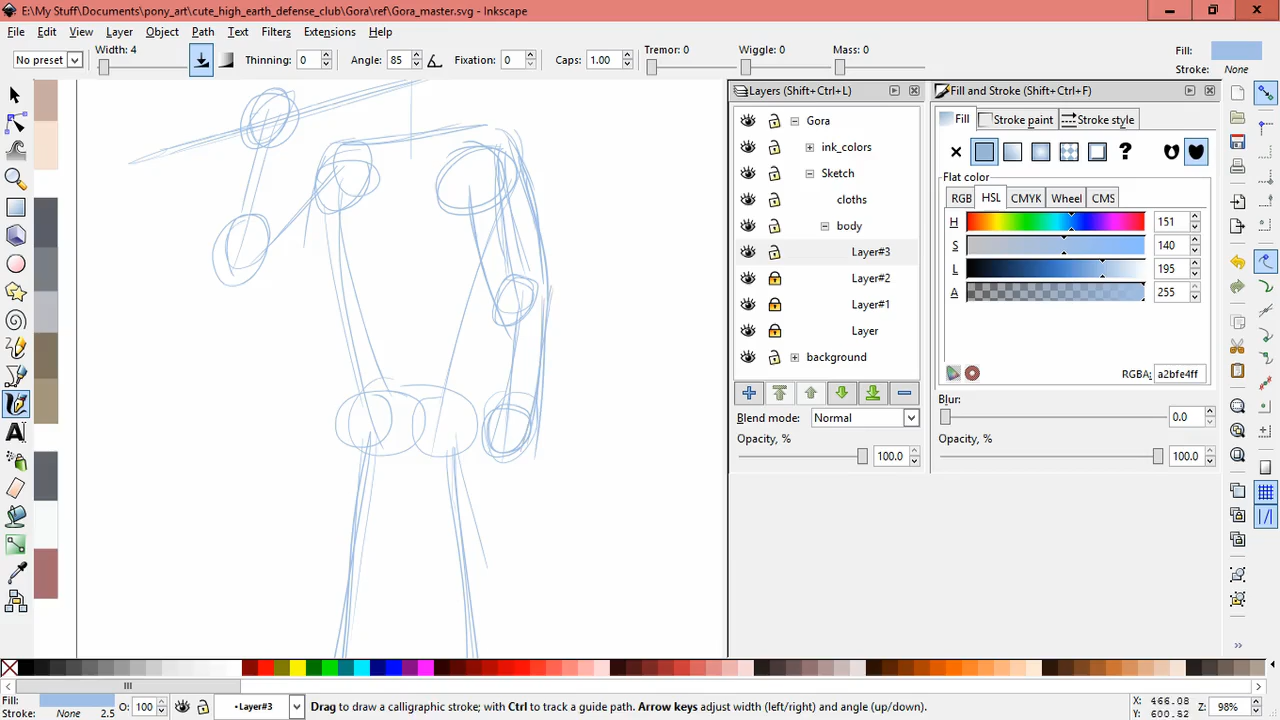 E:\My Stuff\Documents\pony_art\cute_high_earth_defense_club\Gora\ref\Gora_master.svg - Inkscape
File Edit View Layer Object Path Text Filters Extensions Help
No preset Width: 4 Thinning: 0 Angle: 85 Fixation: 0 Caps: 1.00 Tremor: 0 Wiggle: 0 Mass: 0 Fill: Stroke: None
Layers (Shift+Ctrl+L)
Gora
ink_colors
Sketch
cloths
body
Layer#3
Layer#2
Layer#1
Layer
background
Blend mode: Normal
Opacity, %
100.0
Fill and Stroke (Shift+Ctrl+F)
Fill Stroke paint Stroke style
?
Flat color
RGB HSL CMYK Wheel CMS
H 151
S 140
L 195
A 255
RGBA: a2bfe4ff
Blur:
0.0
Opacity, %
100.0
Fill:
Stroke: None 2.5
O: 100
•Layer#3
Drag to draw a calligraphic stroke; with Ctrl to track a guide path. Arrow keys adjust width (left/right) and angle (up/down).
X: 466.08
Y: 600.82
Z: 98%